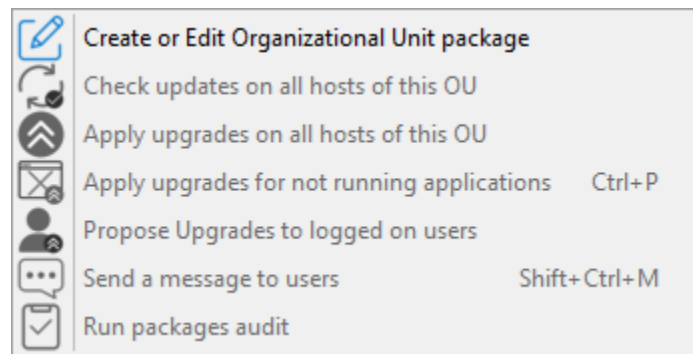 Create or Edit Organizational Unit package
Check updates on all hosts of this OU
Apply upgrades on all hosts of this OU
Apply upgrades for not running applications Ctrl+P
Propose Upgrades to logged on users
Send a message to users Shift+Ctrl+M
Run packages audit